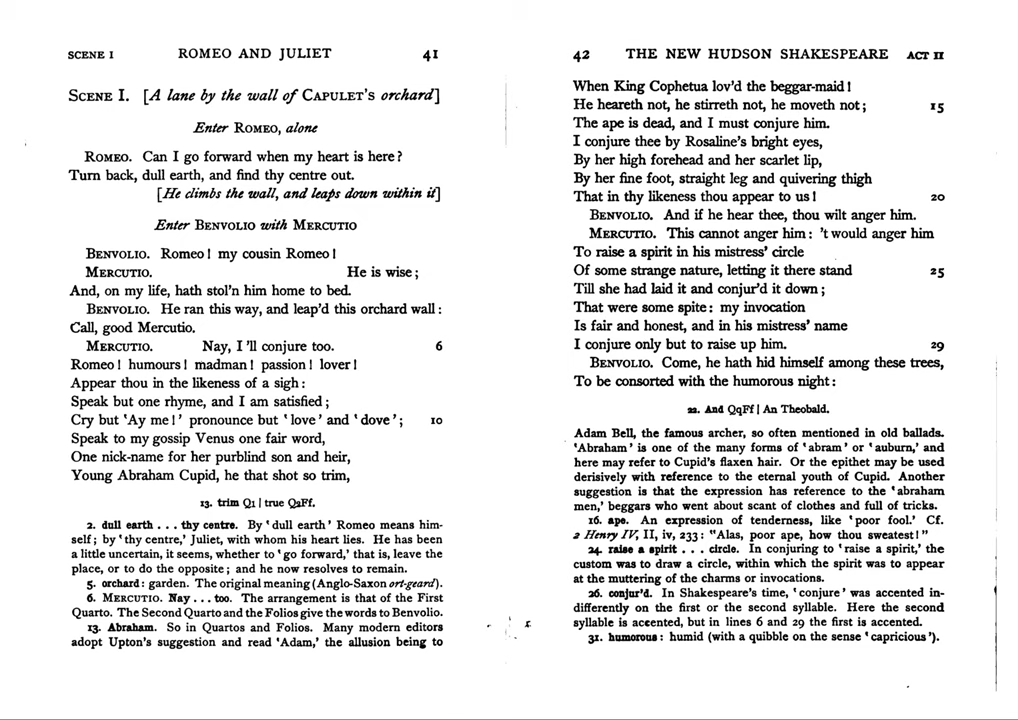 SCENE I ROMEO AND JULIET 41
SCENE I. [A lane by the wall of CAPULET'S orchard]
Enter ROMEO, alone
ROMEO. Can I go forward when my heart is here?
Turn back, dull earth, and find thy centre out.
[He climbs the wall, and leaps down within it]
Enter BENVOLIO with MERCUTIO
BENVOLIO. Romeo! my cousin Romeo!
MERCUTIO. He is wise;
And, on my life, hath stol'n him home to bed.
BENVOLIO. He ran this way, and leap'd this orchard wall:
Call, good Mercutio.
MERCUTIO. Nay, I'll conjure too. 6
Romeo! humours! madman! passion! lover!
Appear thou in the likeness of a sigh:
Speak but one rhyme, and I am satisfied;
Cry but 'Ay me!' pronounce but 'love' and 'dove'; 10
Speak to my gossip Venus one fair word,
One nick-name for her purblind son and heir,
Young Abraham Cupid, he that shot so trim,
13. trim Q1 | true Q2Ff.
2. dull earth . . . thy centre. By 'dull earth' Romeo means him-
self; by 'thy centre,' Juliet, with whom his heart lies. He has been
a little uncertain, it seems, whether to 'go forward,' that is, leave the
place, or to do the opposite; and he now resolves to remain.
5. orchard: garden. The original meaning (Anglo-Saxon ort-geard).
6. MERCUTIO. Nay . . . too. The arrangement is that of the First
Quarto. The Second Quarto and the Folios give the words to Benvolio.
13. Abraham. So in Quartos and Folios. Many modern editors
adopt Upton's suggestion and read 'Adam,' the allusion being to
42 THE NEW HUDSON SHAKESPEARE ACT II
When King Cophetua lov'd the beggar-maid!
He heareth not, he stirreth not, he moveth not; 15
The ape is dead, and I must conjure him.
I conjure thee by Rosaline's bright eyes,
By her high forehead and her scarlet lip,
By her fine foot, straight leg and quivering thigh
That in thy likeness thou appear to us! 20
BENVOLIO. And if he hear thee, thou wilt anger him.
MERCUTIO. This cannot anger him: 't would anger him
To raise a spirit in his mistress' circle
Of some strange nature, letting it there stand 25
Till she had laid it and conjur'd it down;
That were some spite: my invocation
Is fair and honest, and in his mistress' name
I conjure only but to raise up him. 29
BENVOLIO. Come, he hath hid himself among these trees,
To be consorted with the humorous night:
22. And QqFf | An Theobald.
Adam Bell, the famous archer, so often mentioned in old ballads.
'Abraham' is one of the many forms of 'abram' or 'auburn,' and
here may refer to Cupid's flaxen hair. Or the epithet may be used
derisively with reference to the eternal youth of Cupid. Another
suggestion is that the expression has reference to the 'abraham
men,' beggars who went about scant of clothes and full of tricks.
16. ape. An expression of tenderness, like 'poor fool.' Cf.
2 Henry IV, II, iv, 233: "Alas, poor ape, how thou sweatest!"
24. raise a spirit . . . circle. In conjuring to 'raise a spirit,' the
custom was to draw a circle, within which the spirit was to appear
at the muttering of the charms or invocations.
26. conjur'd. In Shakespeare's time, 'conjure' was accented in-
differently on the first or the second syllable. Here the second
syllable is accented, but in lines 6 and 29 the first is accented.
31. humorous: humid (with a quibble on the sense 'capricious').